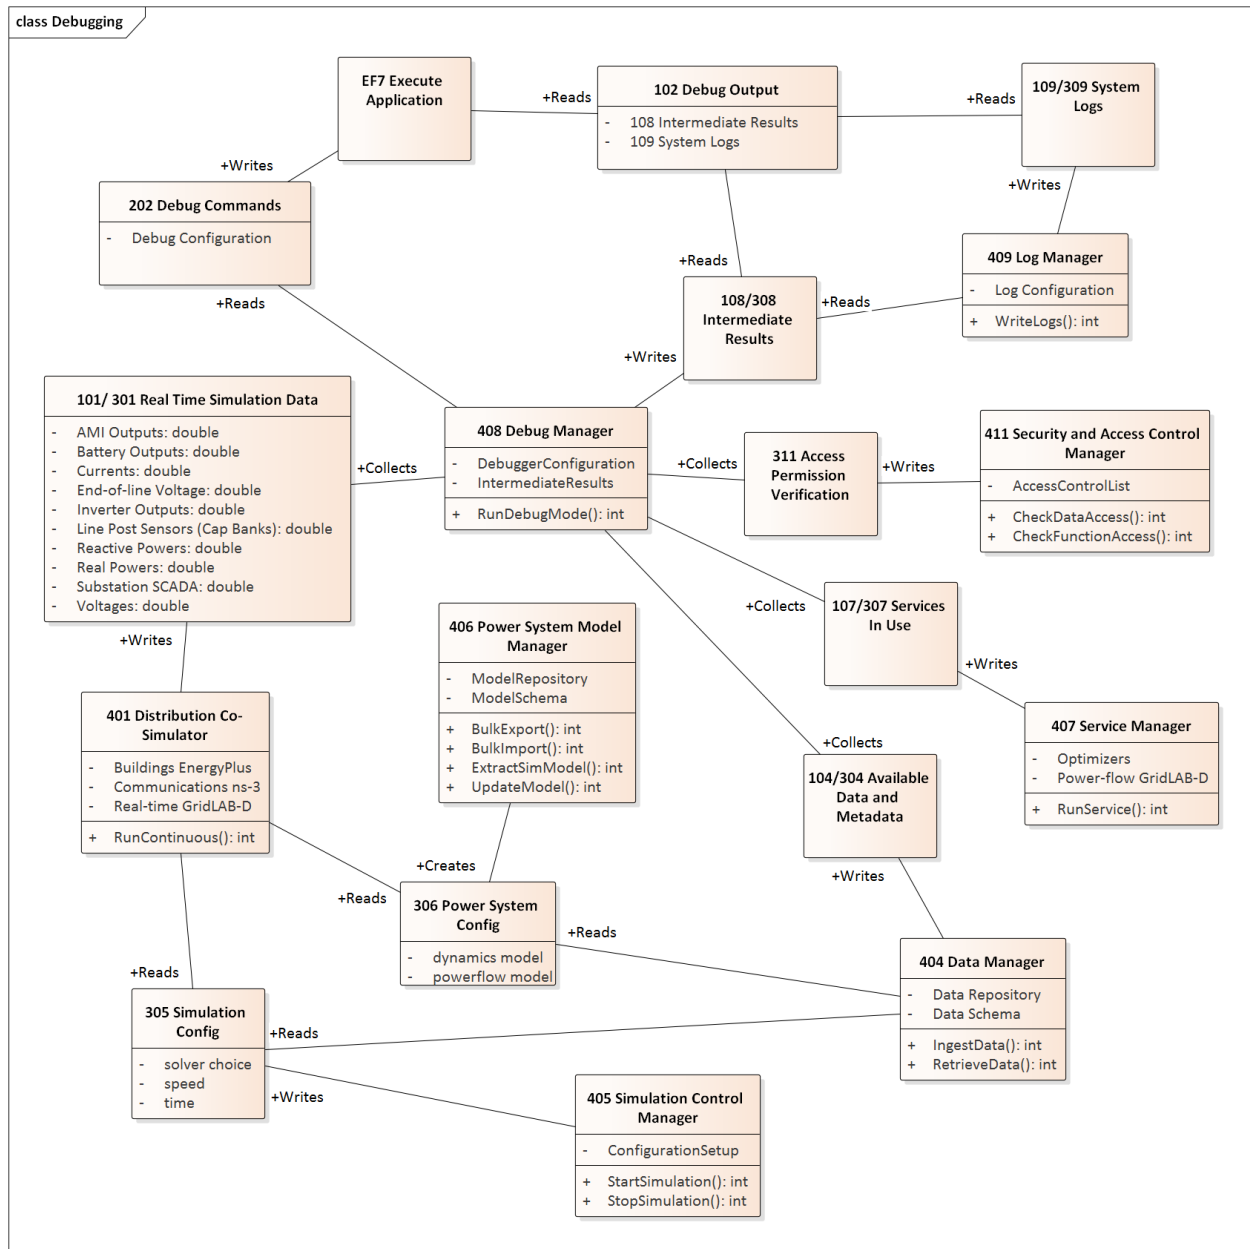 class Debugging
EF7 Execute
Application
+Reads
102 Debug Output
- 108 Intermediate Results
- 109 System Logs
+Reads
109/309 System
Logs
+Writes
+Writes
202 Debug Commands
- Debug Configuration
+Reads
+Reads
108/308
Intermediate
Results
+Reads
409 Log Manager
- Log Configuration
+ WriteLogs(): int
+Writes
101/ 301 Real Time Simulation Data
- AMI Outputs: double
- Battery Outputs: double
- Currents: double
- End-of-line Voltage: double
- Inverter Outputs: double
- Line Post Sensors (Cap Banks): double
- Reactive Powers: double
- Real Powers: double
- Substation SCADA: double
- Voltages: double
+Collects
408 Debug Manager
- DebuggerConfiguration
- IntermediateResults
+ RunDebugMode(): int
+Collects
311 Access
Permission
Verification
+Writes
411 Security and Access Control
Manager
- AccessControlList
+ CheckDataAccess(): int
+ CheckFunctionAccess(): int
+Collects
107/307 Services
In Use
+Writes
+Writes
406 Power System Model
Manager
- ModelRepository
- ModelSchema
+ BulkExport(): int
+ BulkImport(): int
+ ExtractSimModel(): int
+ UpdateModel(): int
401 Distribution Co-
Simulator
- Buildings EnergyPlus
- Communications ns-3
- Real-time GridLAB-D
+ RunContinuous(): int
407 Service Manager
- Optimizers
- Power-flow GridLAB-D
+ RunService(): int
+Collects
104/304 Available
Data and
Metadata
+Writes
+Creates
+Reads
306 Power System
Config
- dynamics model
- powerflow model
+Reads
404 Data Manager
- Data Repository
- Data Schema
+ IngestData(): int
+ RetrieveData(): int
+Reads
305 Simulation
Config
- solver choice
- speed
- time
+Reads
+Writes
405 Simulation Control
Manager
- ConfigurationSetup
+ StartSimulation(): int
+ StopSimulation(): int